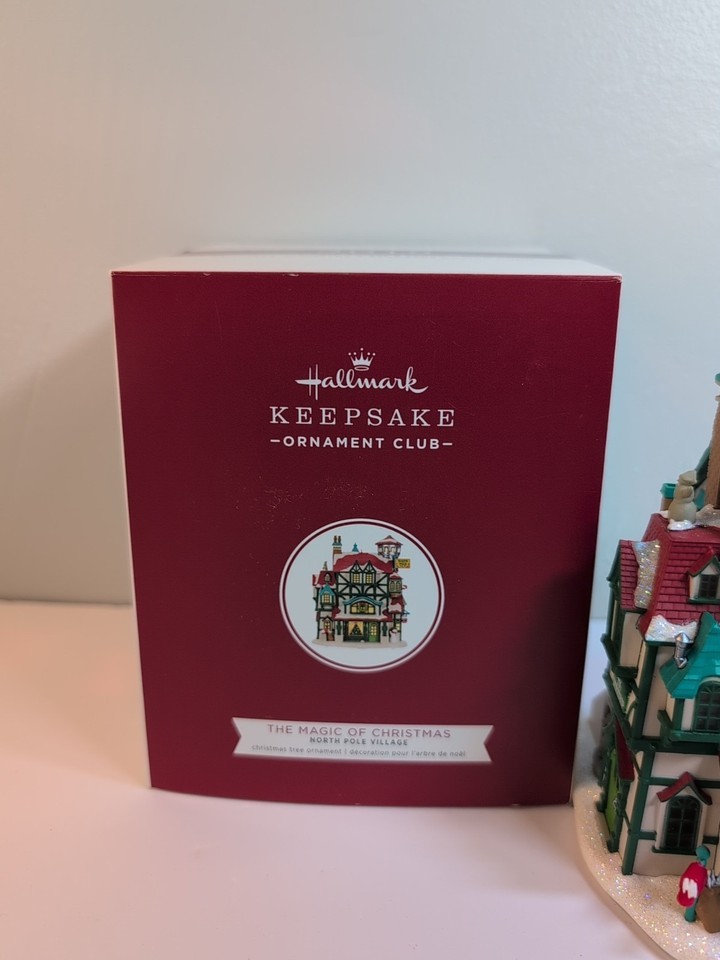 Hallmark
KEEPSAKE
–ORNAMENT CLUB–
THE MAGIC OF CHRISTMAS
NORTH POLE VILLAGE
christmas tree ornament | décoration pour l'arbre de noël